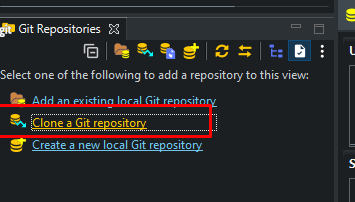 git Git Repositories
Select one of the following to add a repository to this view:
Add an existing local Git repository
Clone a Git repository
Create a new local Git repository